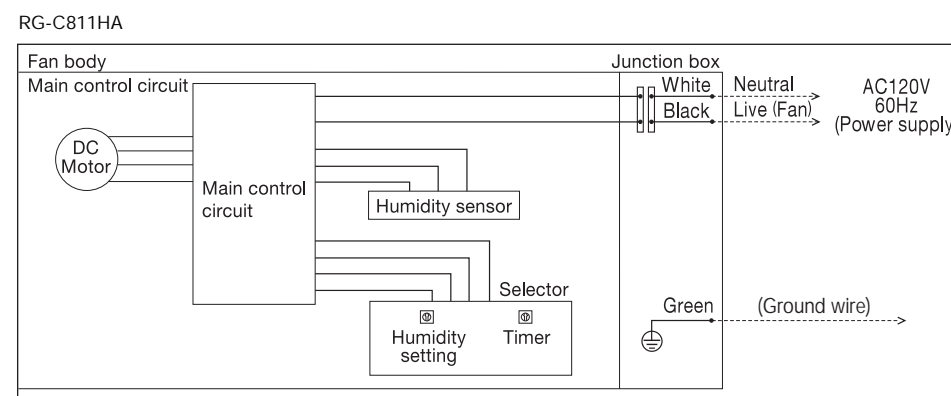 RG-C811HA
Fan body
Junction box
Main control circuit
White
Neutral
AC120V
Black
Live (Fan)
60Hz
(Power supply
DC
Motor
Main control
circuit
Humidity sensor
Selector
Humidity
setting
Timer
Green
(Ground wire)